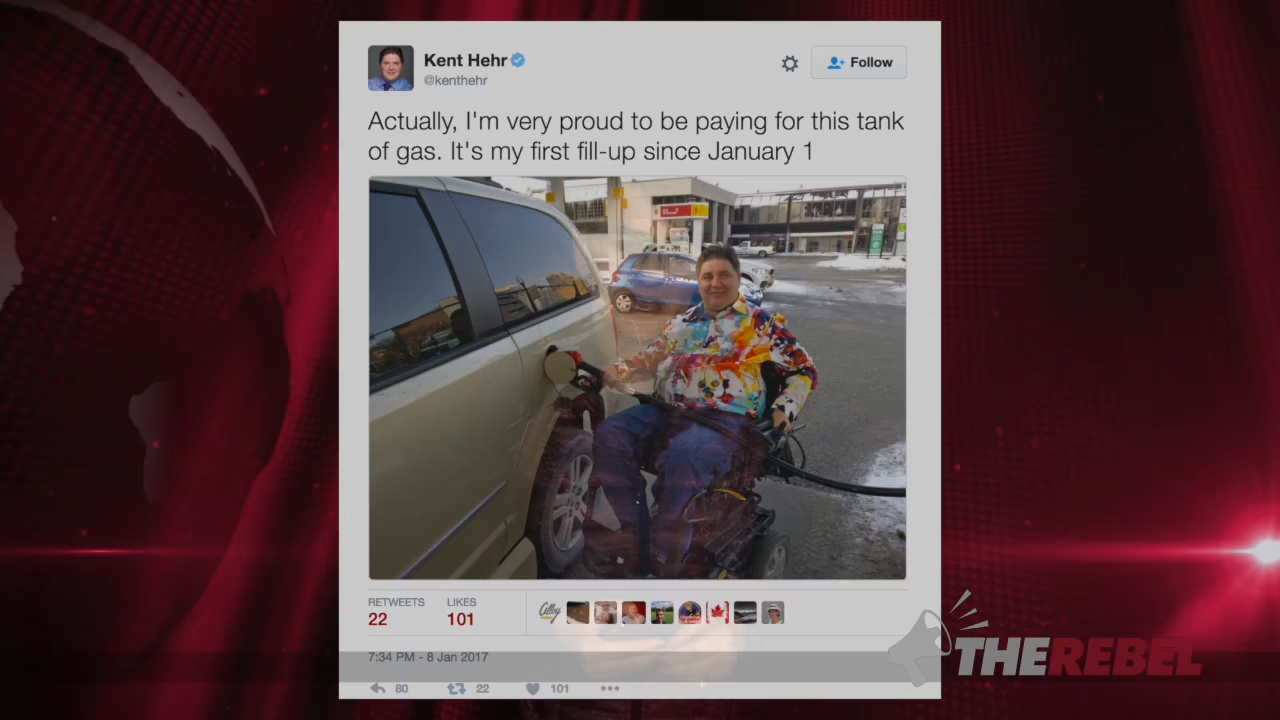 Kent Hehr
@kenthehr
Follow
Actually, I'm very proud to be paying for this tank
of gas. It's my first fill-up since January 1
RETWEETS
22
LIKES
101
7:34 PM - 8 Jan 2017
80
22
101
THEREBEL